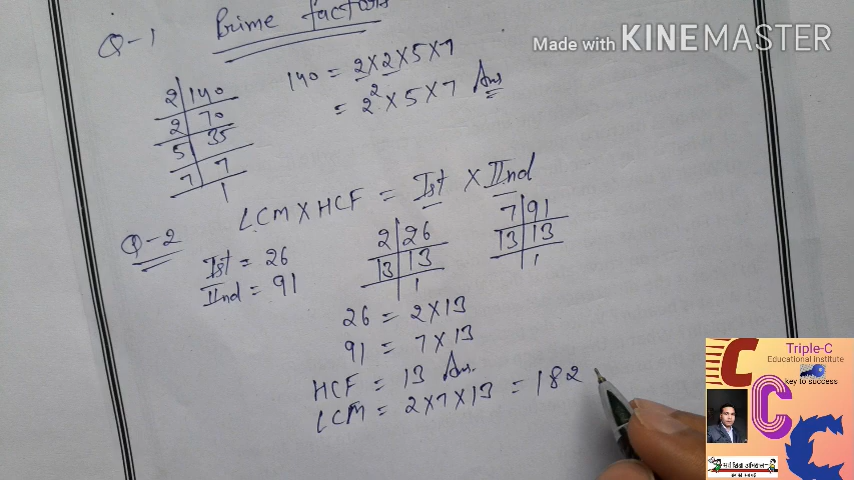 Made with KINEMASTER
Q-1 Prime factors
2 | 140
2 | 70
5 | 35
7 | 7
1
140 = 2×2×5×7
= 2² × 5 × 7 Ans
LCM × HCF = Ist × IInd
Q-2
Ist = 26
IInd = 91
2 | 26
13 | 13
1
7 | 91
13 | 13
1
26 = 2×13
91 = 7×13
HCF = 13 Ans.
LCM = 2×7×13 = 182
Triple-C
Educational institute
key to success
C
C
C